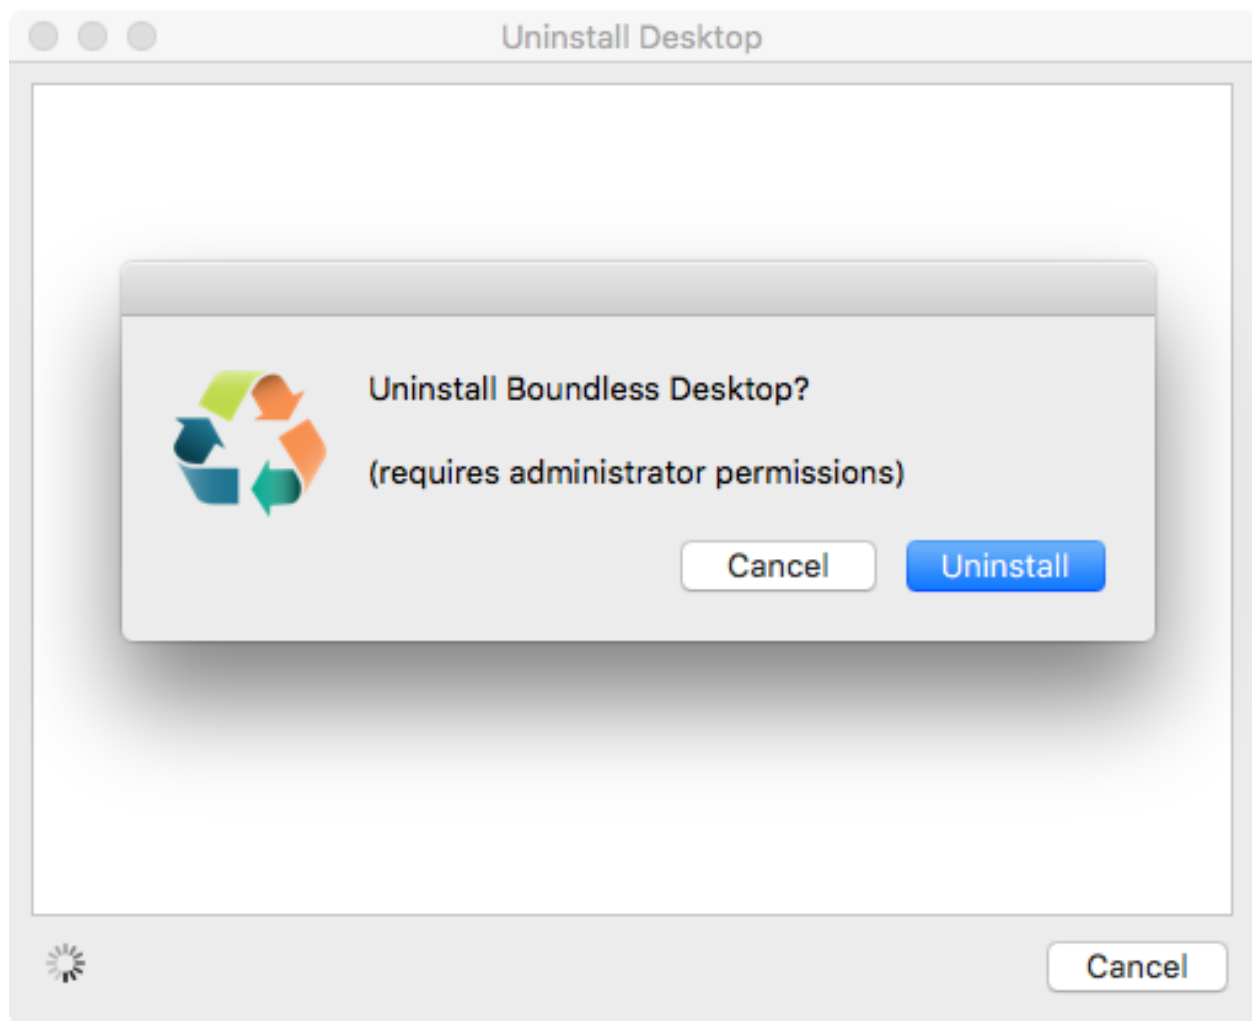 Uninstall Desktop
Uninstall Boundless Desktop?
(requires administrator permissions)
Cancel
Uninstall
Cancel